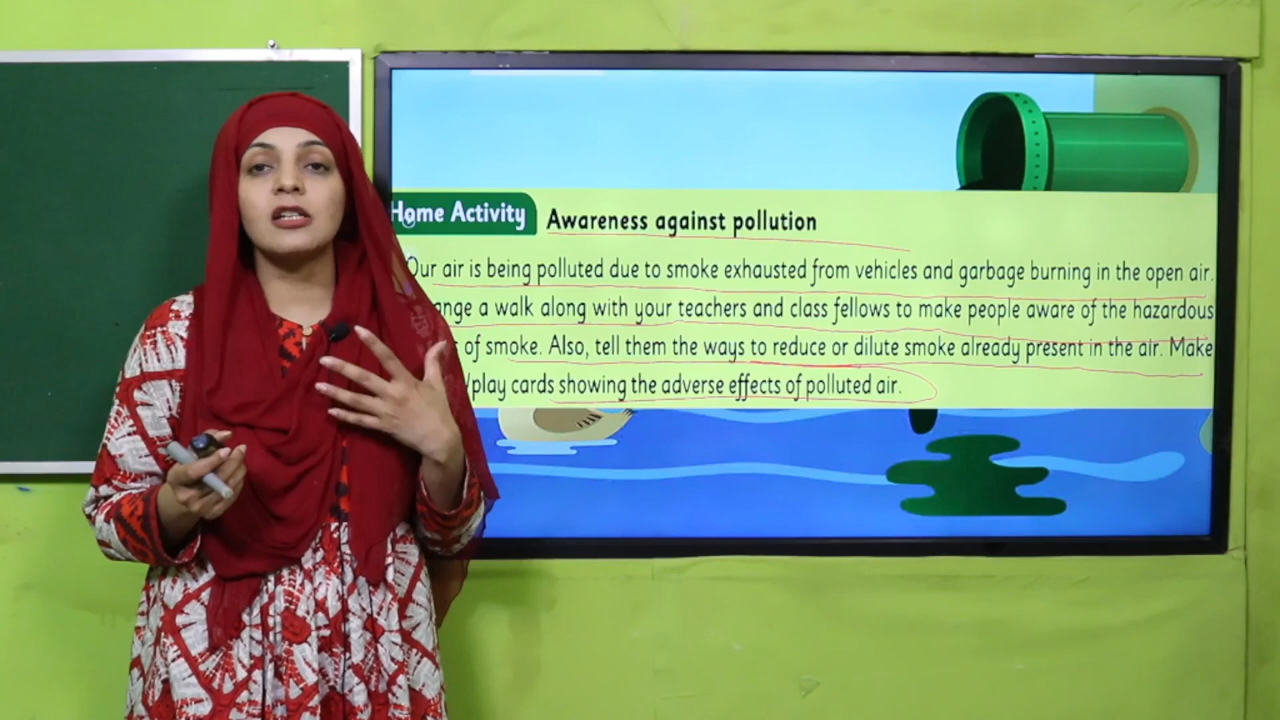 Home Activity Awareness against pollution
Our air is being polluted due to smoke exhausted from vehicles and garbage burning in the open air.
a walk along with your teachers and class fellows to make people aware of the hazardous
of smoke. Also, tell them the ways to reduce or dilute smoke already present in the air. Make
/play cards showing the adverse effects of polluted air.